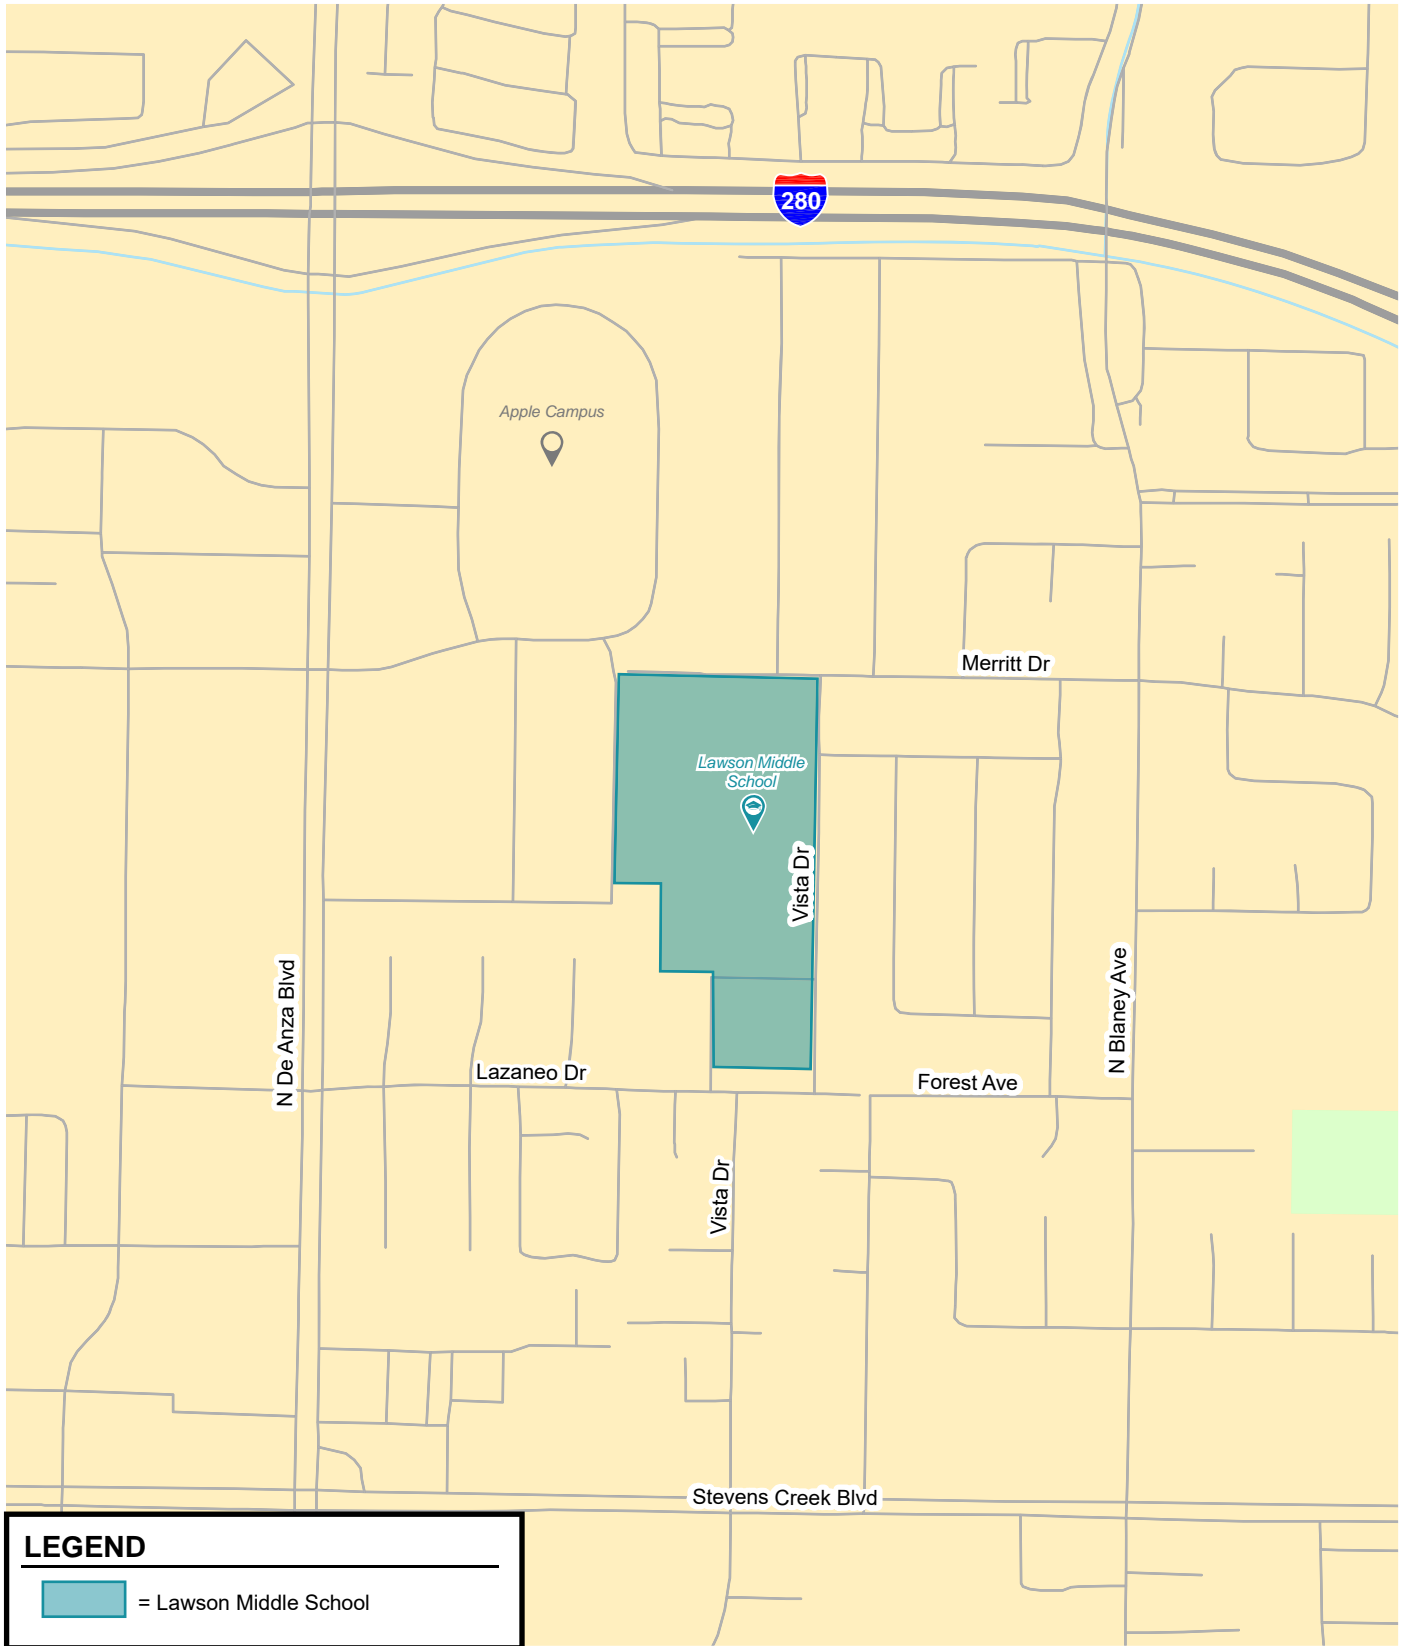 280
Apple Campus
Merritt Dr
Lawson Middle
School
Vista Dr
N De Anza Blvd
N Blaney Ave
Lazaneo Dr
Forest Ave
Vista Dr
Stevens Creek Blvd
LEGEND
= Lawson Middle School